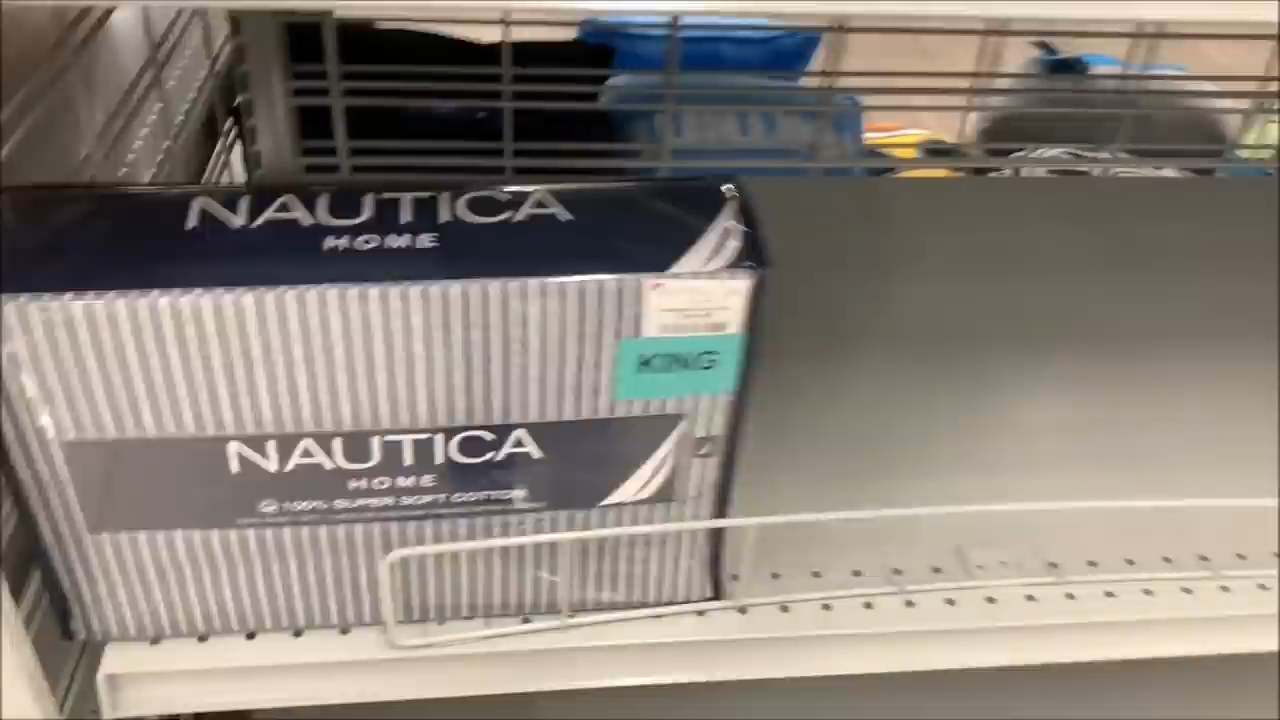 NAUTICA
HOME
KING
NAUTICA
HOME
100% SUPER SOFT COTTON